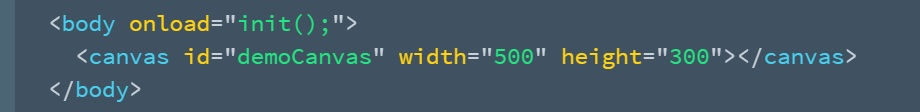 <body onload="init();">
<canvas id="demoCanvas" width="500" height="300"></canvas>
</body>